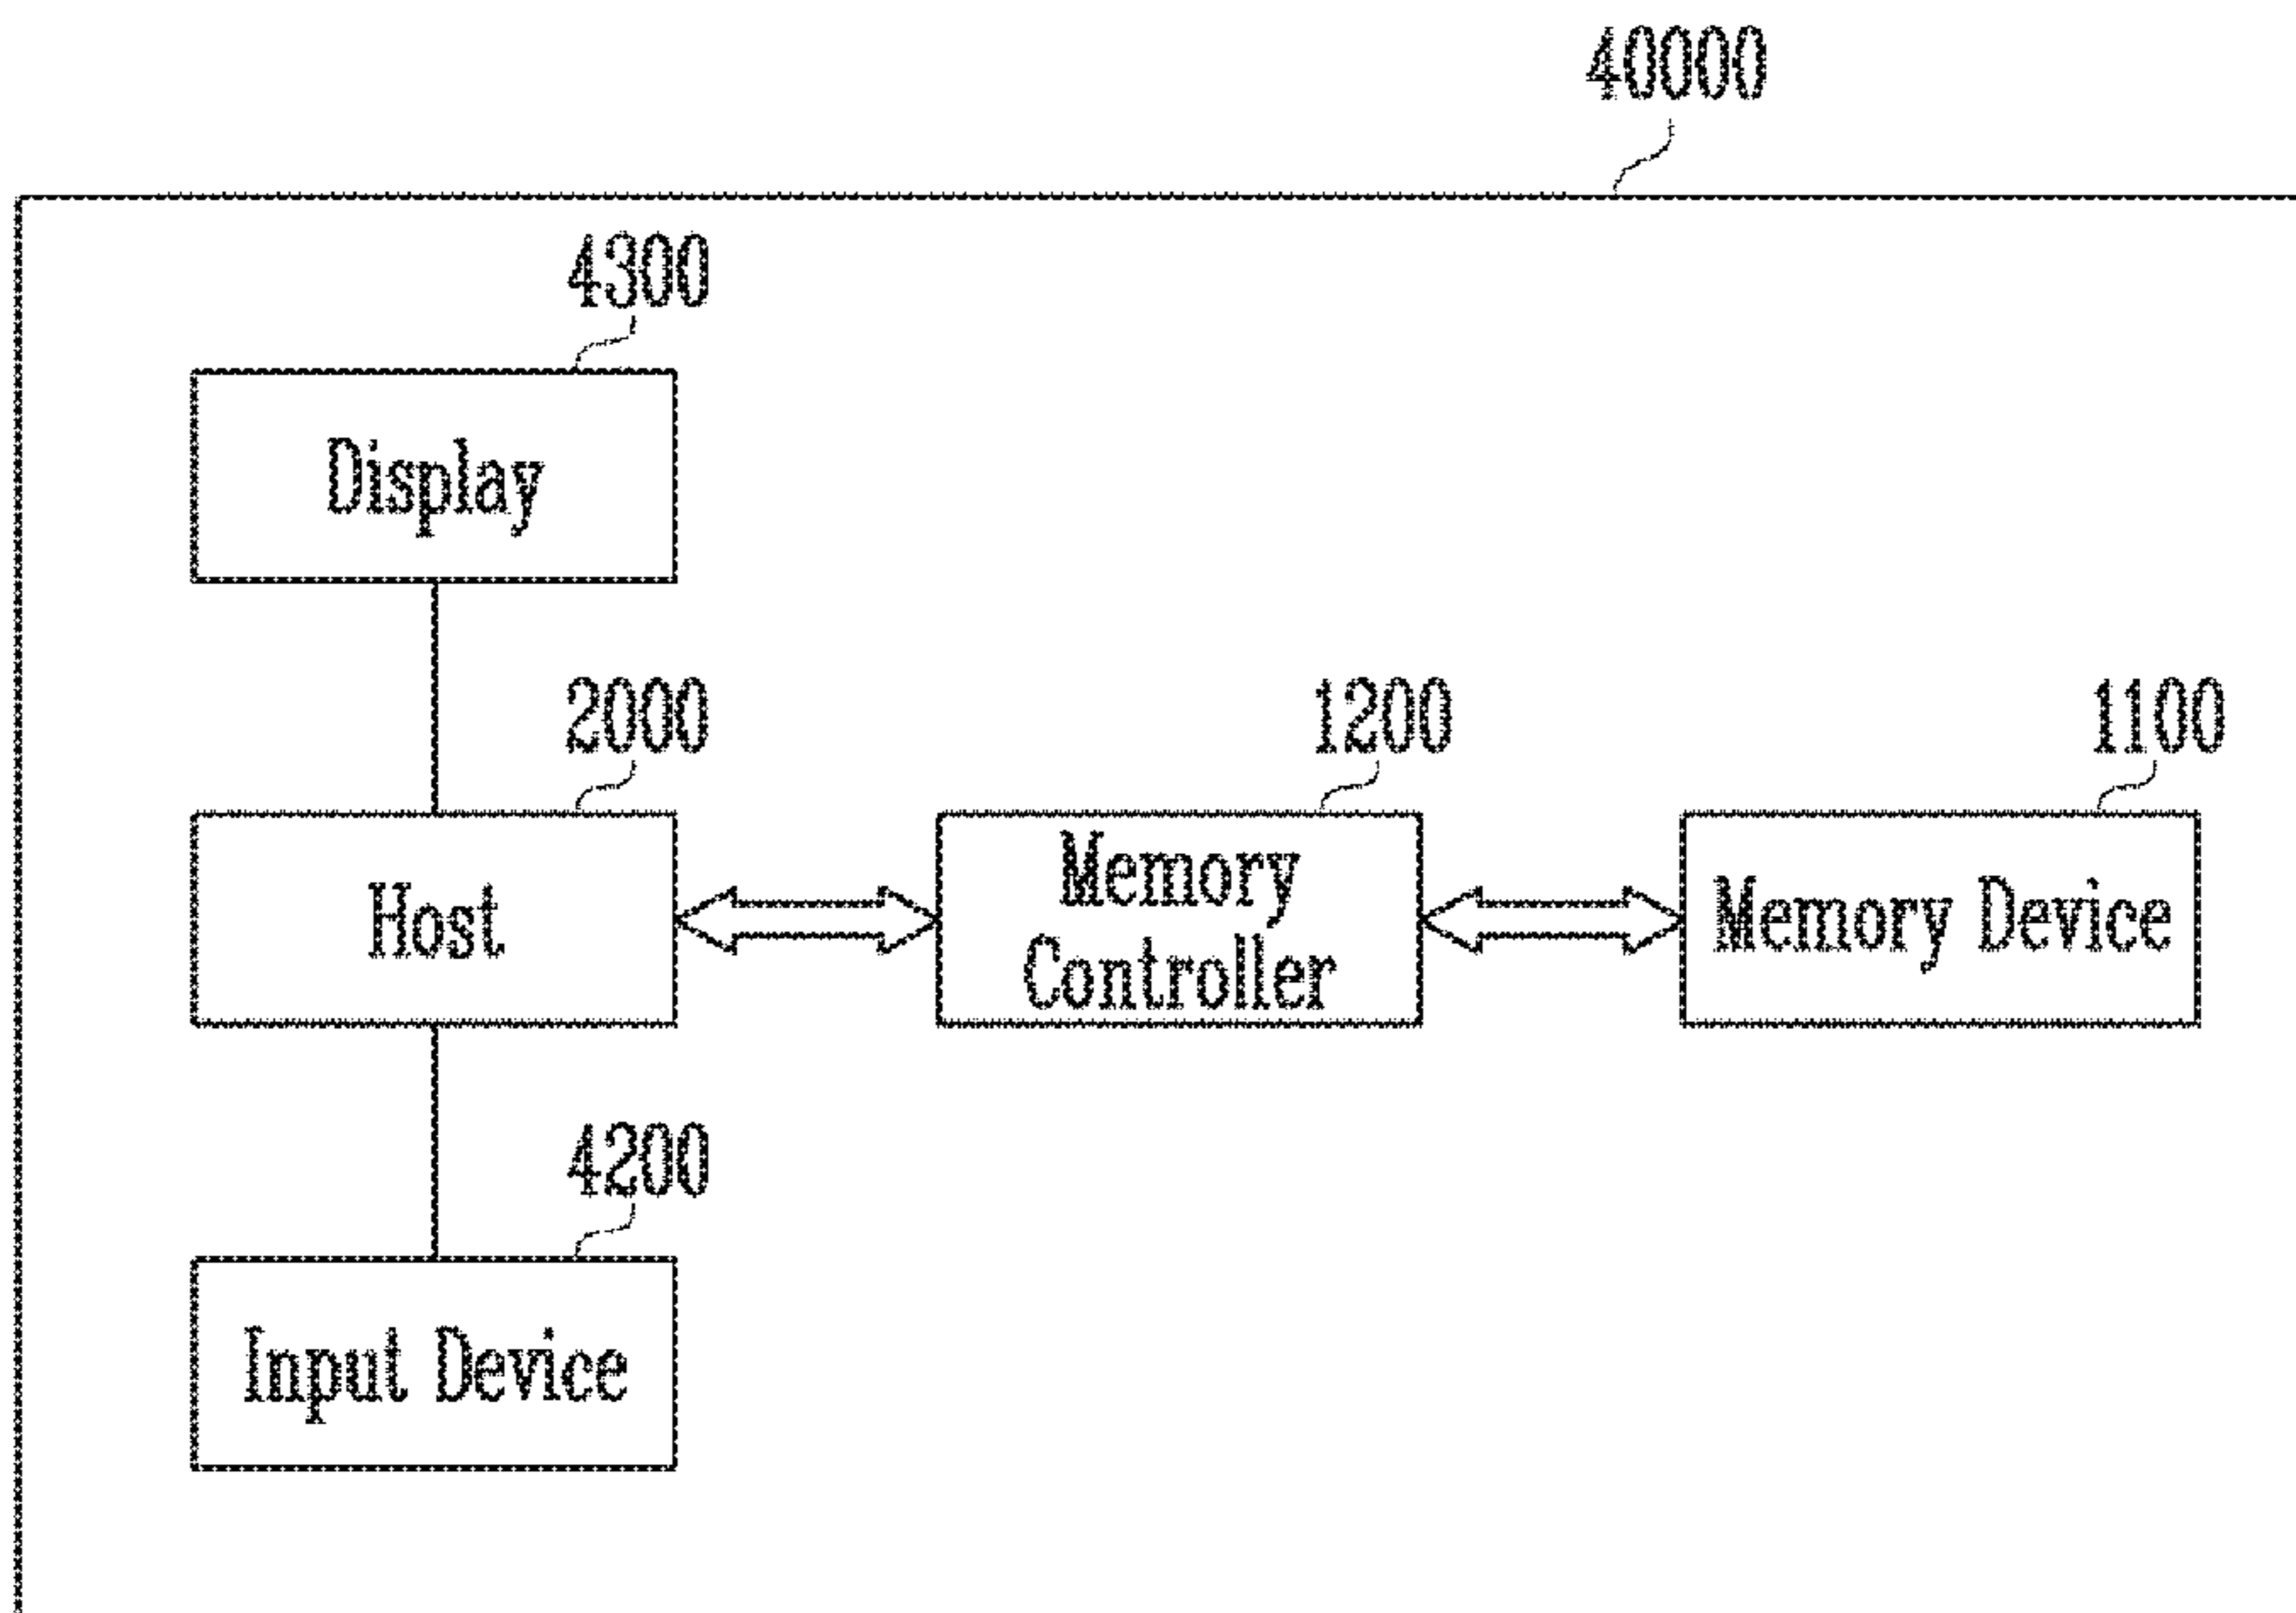 40000
4300
Display
2000
1200
1100
Host
Memory
Controller
Memory Device
4200
Input Device